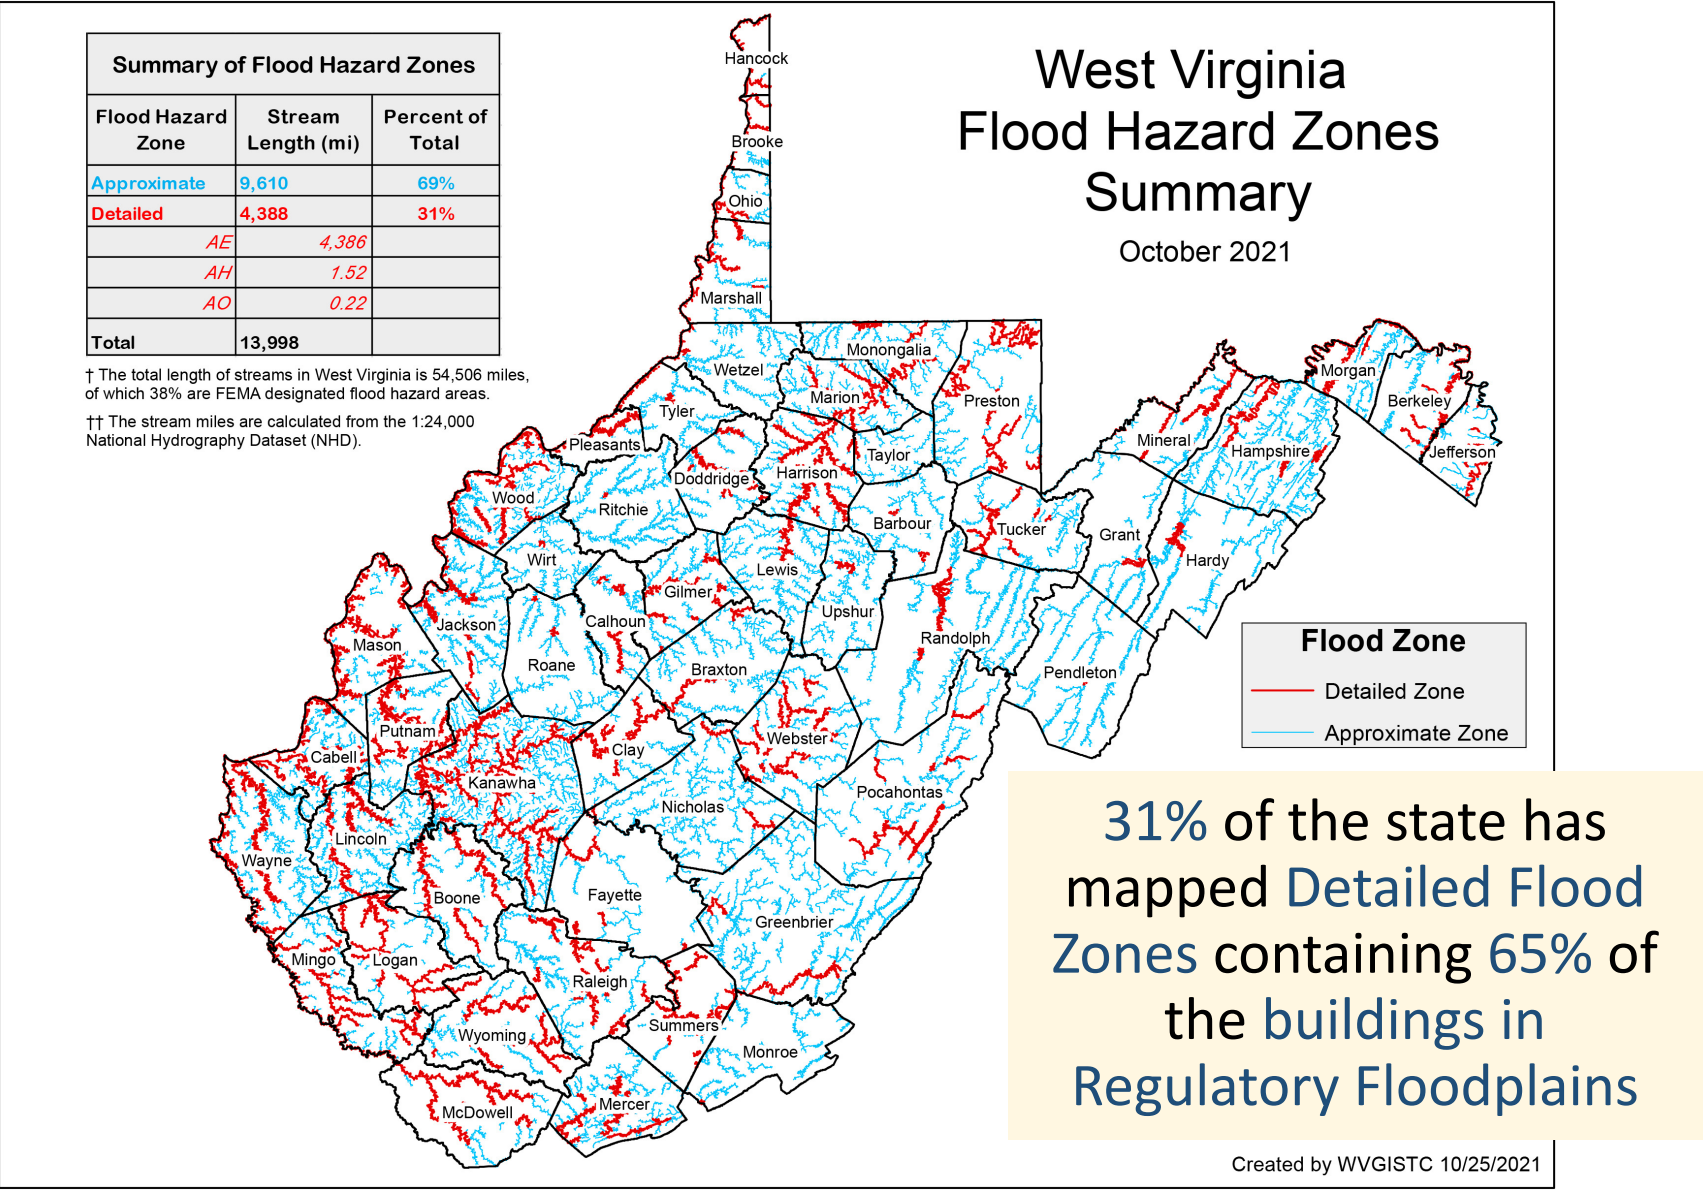 West Virginia
Flood Hazard Zones
Summary
October 2021
Summary of Flood Hazard Zones
Flood Hazard Zone | Stream Length (mi) | Percent of Total
Approximate | 9,610 | 69%
Detailed | 4,388 | 31%
AE | 4,386
AH | 1.52
AO | 0.22
Total | 13,998
† The total length of streams in West Virginia is 54,506 miles,
of which 38% are FEMA designated flood hazard areas.
†† The stream miles are calculated from the 1:24,000
National Hydrography Dataset (NHD).
Hancock
Brooke
Ohio
Marshall
Wetzel
Monongalia
Marion
Preston
Tyler
Pleasants
Doddridge
Harrison
Taylor
Mineral
Morgan
Berkeley
Hampshire
Jefferson
Wood
Ritchie
Barbour
Tucker
Grant
Hardy
Wirt
Lewis
Gilmer
Calhoun
Upshur
Jackson
Randolph
Mason
Roane
Braxton
Pendleton
Putnam
Clay
Webster
Cabell
Kanawha
Nicholas
Pocahontas
Lincoln
Wayne
Boone
Fayette
Greenbrier
Mingo
Logan
Raleigh
Wyoming
Summers
Monroe
McDowell
Mercer
Flood Zone
Detailed Zone
Approximate Zone
31% of the state has
mapped Detailed Flood
Zones containing 65% of
the buildings in
Regulatory Floodplains
Created by WVGISTC 10/25/2021